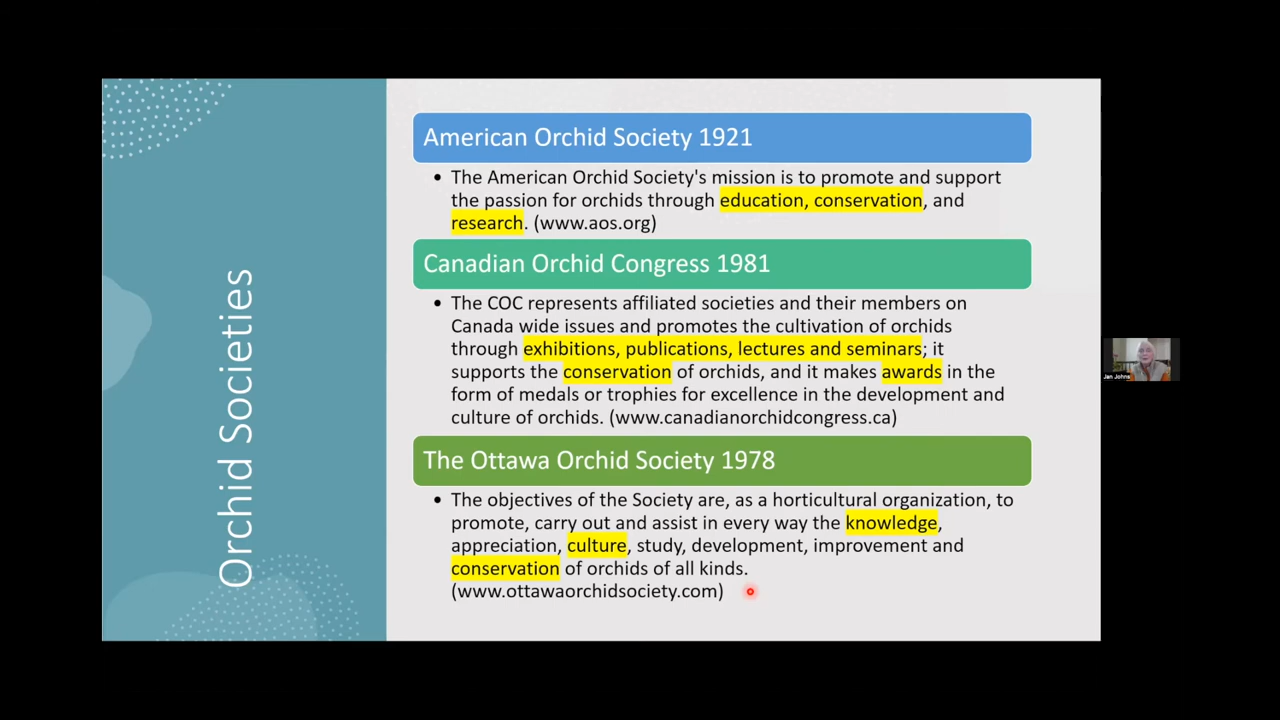 Orchid Societies
American Orchid Society 1921
• The American Orchid Society's mission is to promote and support
the passion for orchids through education, conservation, and
research. (www.aos.org)
Canadian Orchid Congress 1981
• The COC represents affiliated societies and their members on
Canada wide issues and promotes the cultivation of orchids
through exhibitions, publications, lectures and seminars; it
supports the conservation of orchids, and it makes awards in the
form of medals or trophies for excellence in the development and
culture of orchids. (www.canadianorchidcongress.ca)
The Ottawa Orchid Society 1978
• The objectives of the Society are, as a horticultural organization, to
promote, carry out and assist in every way the knowledge,
appreciation, culture, study, development, improvement and
conservation of orchids of all kinds.
(www.ottawaorchidsociety.com)
Jan Johns